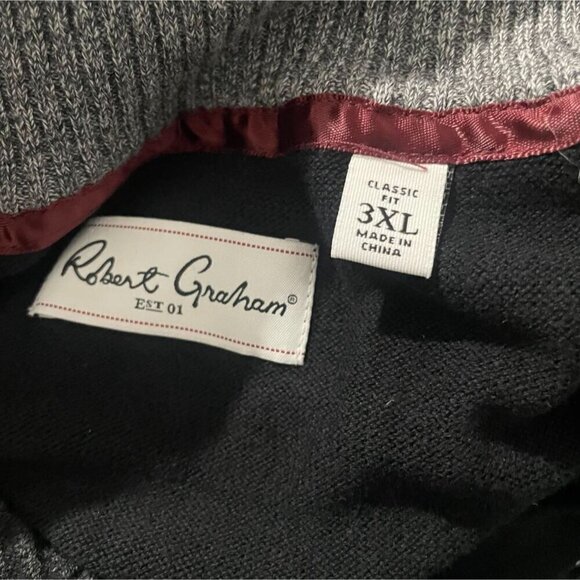 Robert Graham®
EST 01
CLASSIC
FIT
3XL
MADE IN
CHINA